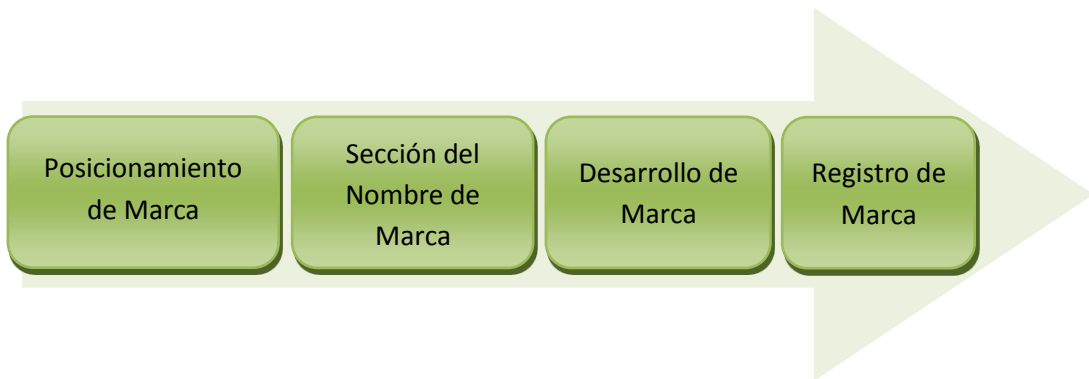 Posicionamiento
de Marca
Sección del
Nombre de
Marca
Desarrollo de
Marca
Registro de
Marca